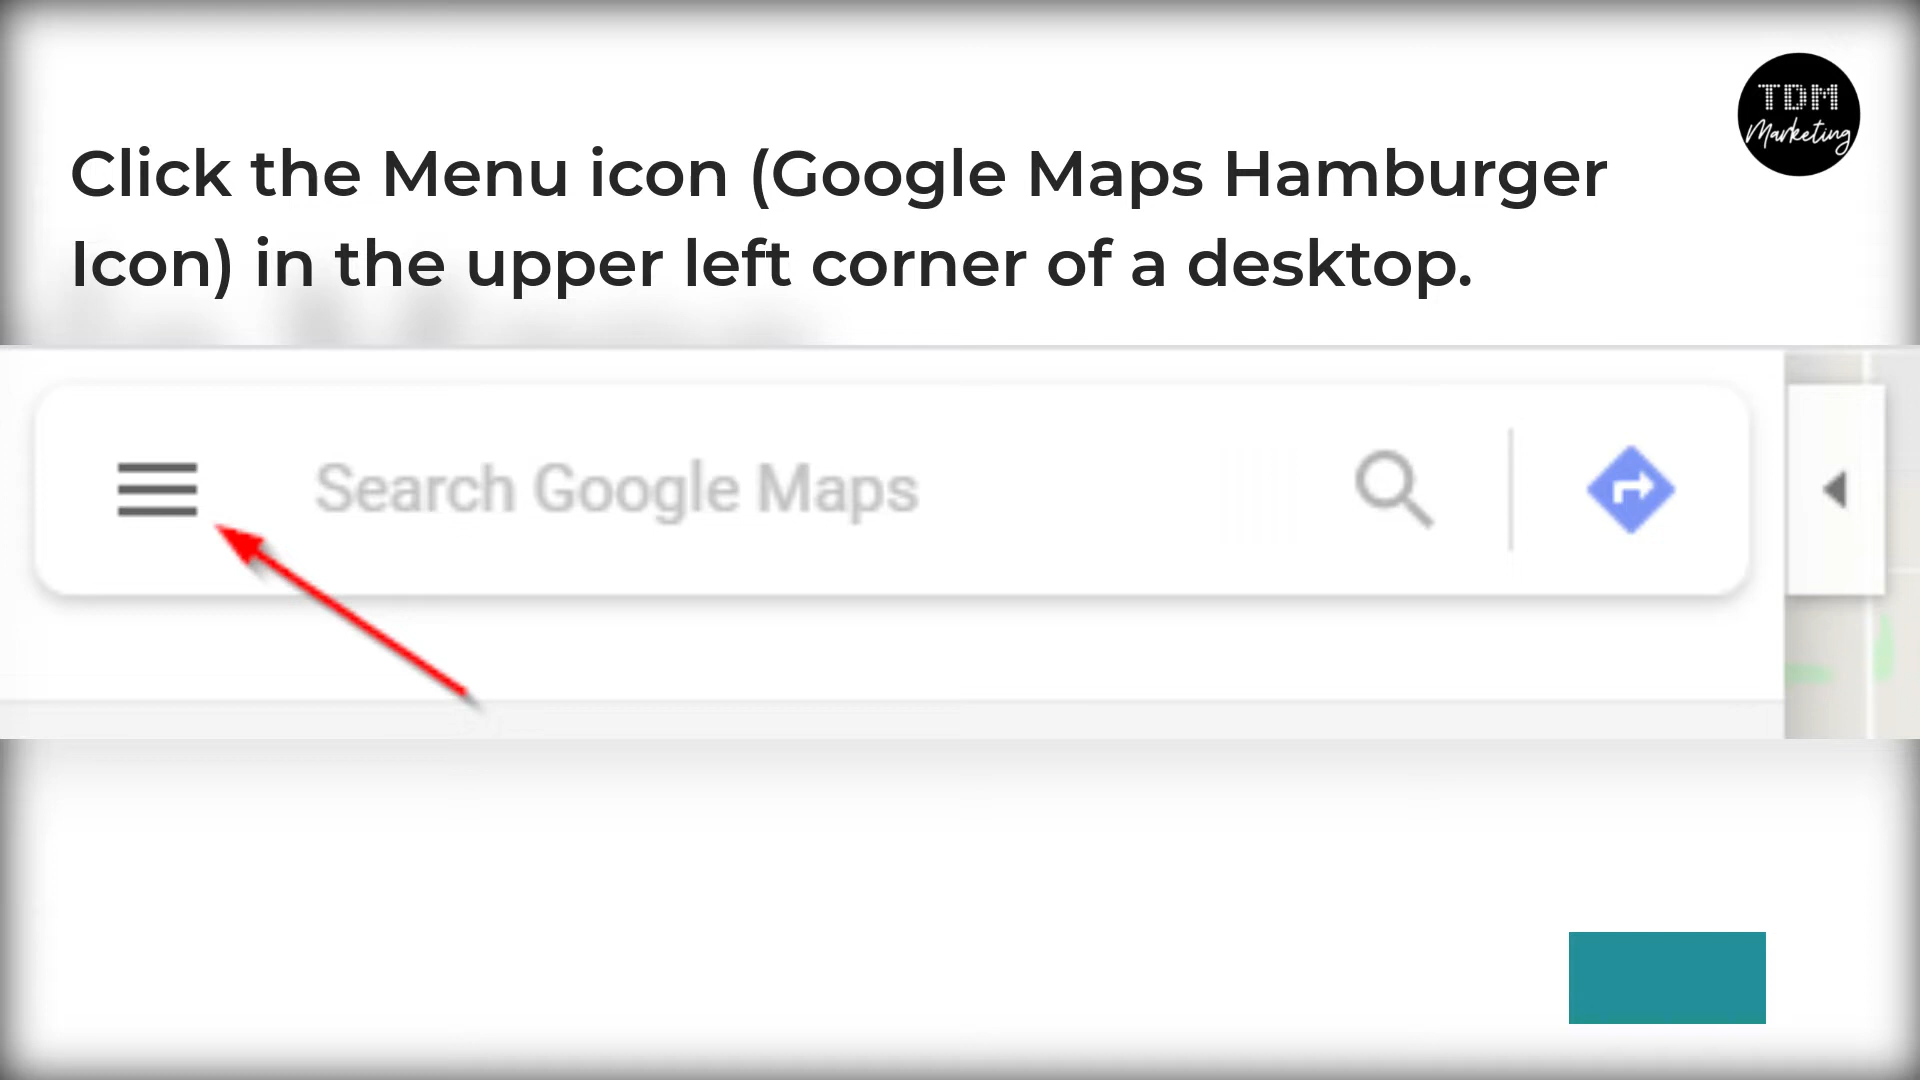 TDM
Marketing
Click the Menu icon (Google Maps Hamburger
Icon) in the upper left corner of a desktop.
Search Google Maps